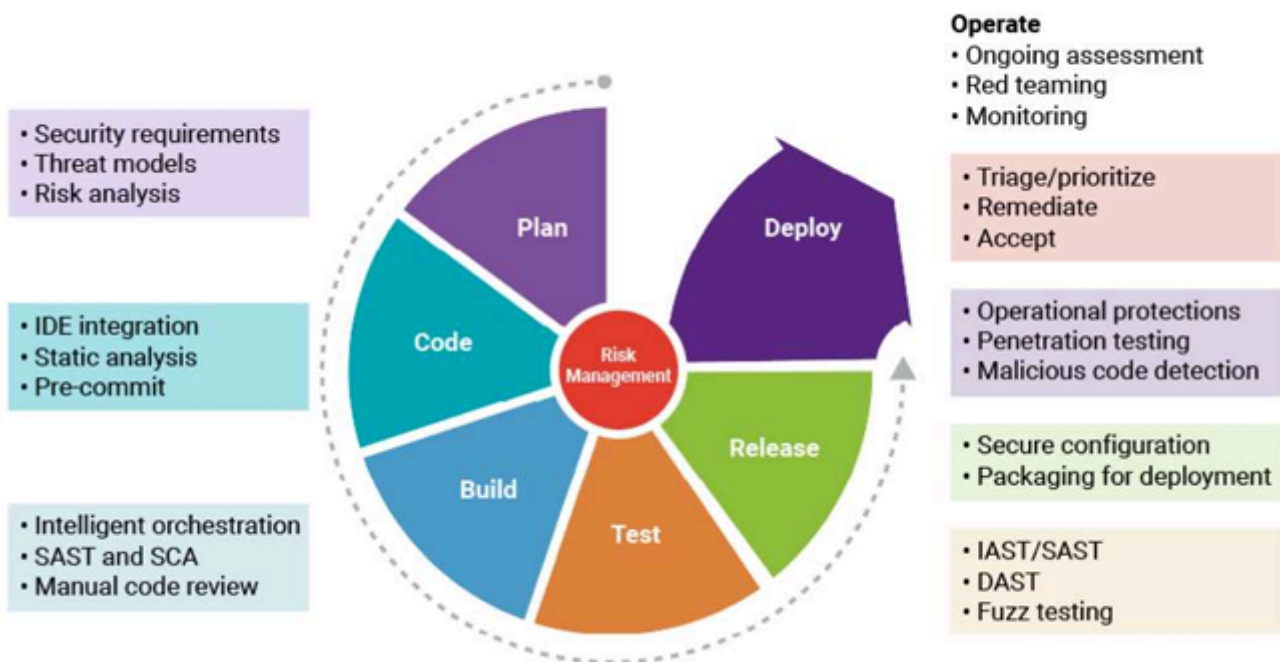 Operate
• Ongoing assessment
• Red teaming
• Monitoring
• Security requirements
• Threat models
• Risk analysis
• Triage/prioritize
• Remediate
• Accept
Plan
Deploy
• IDE integration
• Static analysis
• Pre-commit
Code
Risk
Management
• Operational protections
• Penetration testing
• Malicious code detection
Release
• Secure configuration
• Packaging for deployment
Build
Test
• Intelligent orchestration
• SAST and SCA
• Manual code review
• IAST/SAST
• DAST
• Fuzz testing